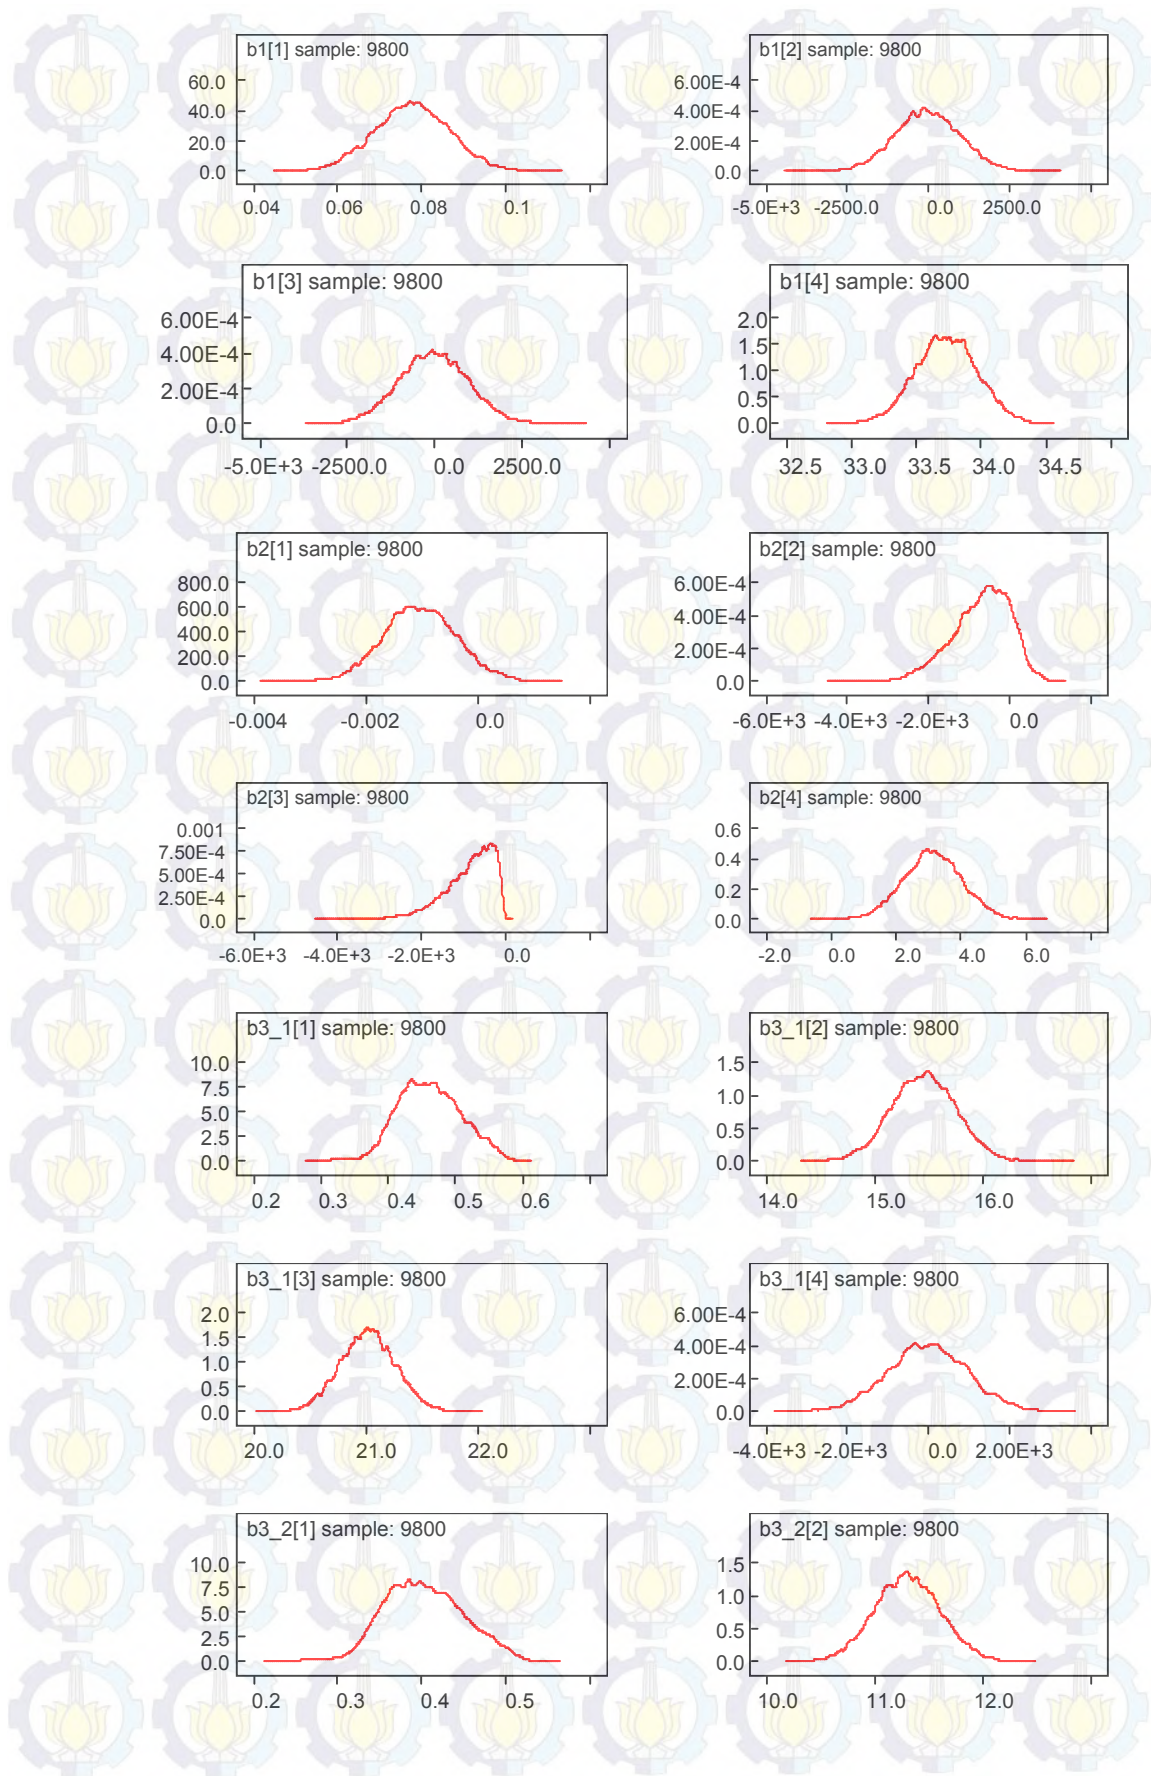 b1[1] sample: 9800
60.0
40.0
20.0
0.0
0.04 0.06 0.08 0.1
b1[2] sample: 9800
6.00E-4
4.00E-4
2.00E-4
0.0
-5.0E+3 -2500.0 0.0 2500.0
b1[3] sample: 9800
6.00E-4
4.00E-4
2.00E-4
0.0
-5.0E+3 -2500.0 0.0 2500.0
b1[4] sample: 9800
2.0
1.5
1.0
0.5
0.0
32.5 33.0 33.5 34.0 34.5
b2[1] sample: 9800
800.0
600.0
400.0
200.0
0.0
-0.004 -0.002 0.0
b2[2] sample: 9800
6.00E-4
4.00E-4
2.00E-4
0.0
-6.0E+3 -4.0E+3 -2.0E+3 0.0
b2[3] sample: 9800
0.001
7.50E-4
5.00E-4
2.50E-4
0.0
-6.0E+3 -4.0E+3 -2.0E+3 0.0
b2[4] sample: 9800
0.6
0.4
0.2
0.0
-2.0 0.0 2.0 4.0 6.0
b3_1[1] sample: 9800
10.0
7.5
5.0
2.5
0.0
0.2 0.3 0.4 0.5 0.6
b3_1[2] sample: 9800
1.5
1.0
0.5
0.0
14.0 15.0 16.0
b3_1[3] sample: 9800
2.0
1.5
1.0
0.5
0.0
20.0 21.0 22.0
b3_1[4] sample: 9800
6.00E-4
4.00E-4
2.00E-4
0.0
-4.0E+3 -2.0E+3 0.0 2.00E+3
b3_2[1] sample: 9800
10.0
7.5
5.0
2.5
0.0
0.2 0.3 0.4 0.5
b3_2[2] sample: 9800
1.5
1.0
0.5
0.0
10.0 11.0 12.0